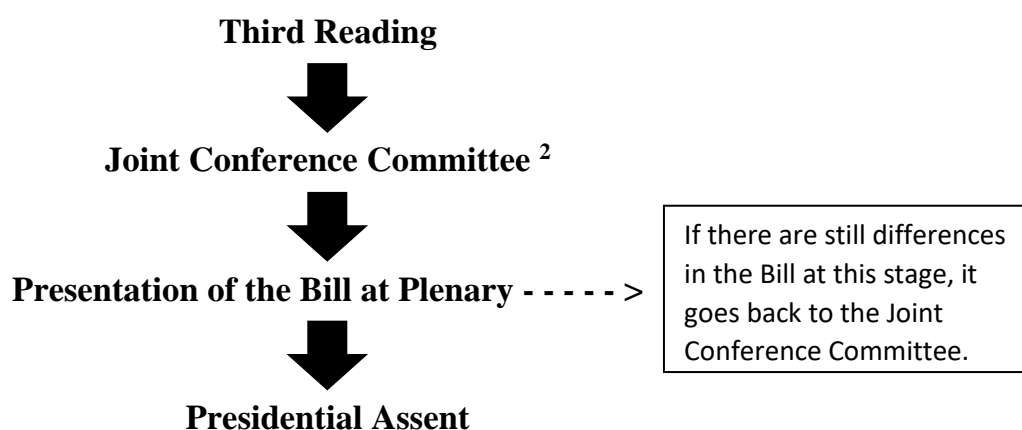 Third Reading
Joint Conference Committee ²
Presentation of the Bill at Plenary - - - - - >
If there are still differences
in the Bill at this stage, it
goes back to the Joint
Conference Committee.
Presidential Assent